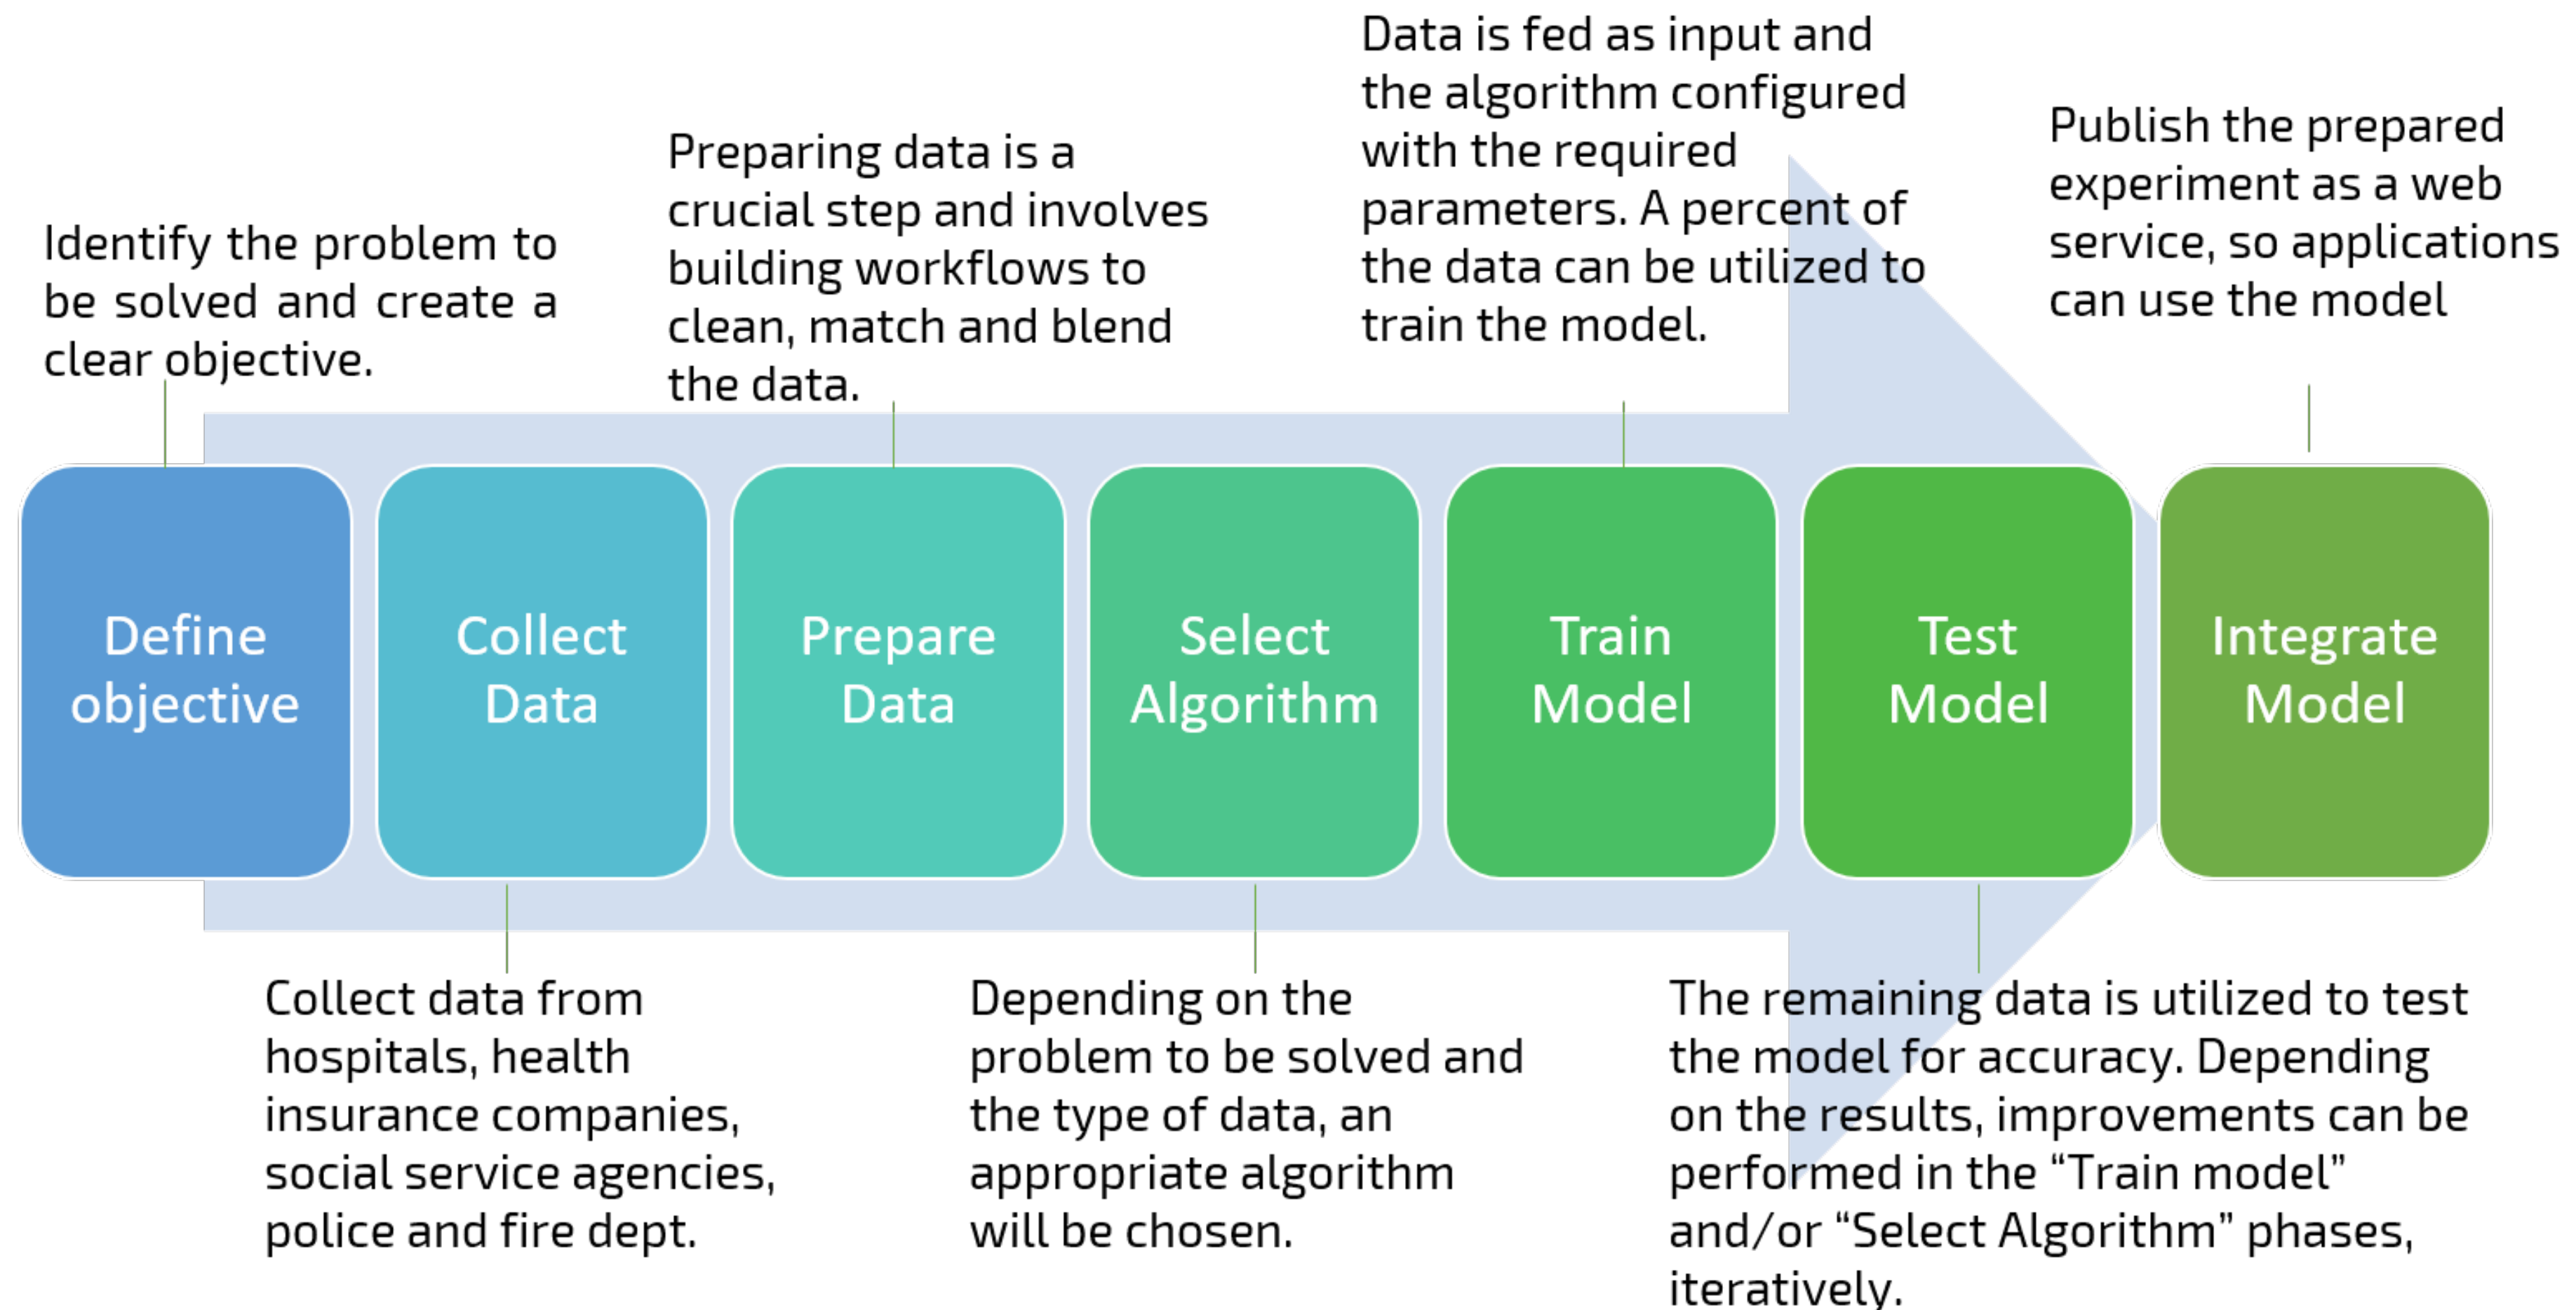 Identify the problem to
be solved and create a
clear objective.
Preparing data is a
crucial step and involves
building workflows to
clean, match and blend
the data.
Data is fed as input and
the algorithm configured
with the required
parameters. A percent of
the data can be utilized to
train the model.
Publish the prepared
experiment as a web
service, so applications
can use the model
Define
objective
Collect
Data
Prepare
Data
Select
Algorithm
Train
Model
Test
Model
Integrate
Model
Collect data from
hospitals, health
insurance companies,
social service agencies,
police and fire dept.
Depending on the
problem to be solved and
the type of data, an
appropriate algorithm
will be chosen.
The remaining data is utilized to test
the model for accuracy. Depending
on the results, improvements can be
performed in the “Train model”
and/or “Select Algorithm” phases,
iteratively.